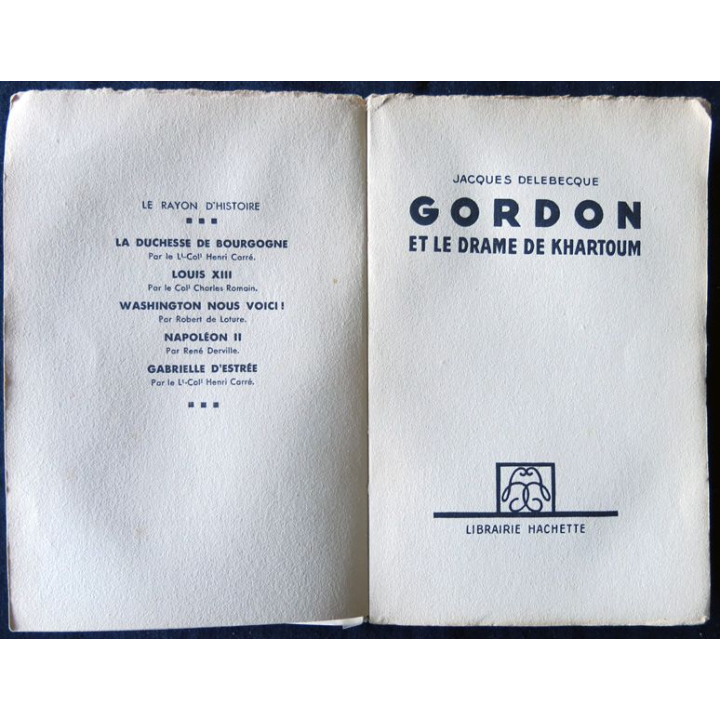 LE RAYON D'HISTOIRE
LA DUCHESSE DE BOURGOGNE
Par le Lt-Col Henri Carré.
LOUIS XIII
Par le Col Charles Romain.
WASHINGTON NOUS VOICI !
Par Robert de Loture.
NAPOLÉON II
Par René Derville.
GABRIELLE D'ESTRÉE
Par le Lt-Col Henri Carré.
JACQUES DELEBECQUE
GORDON
ET LE DRAME DE KHARTOUM
LIBRAIRIE HACHETTE